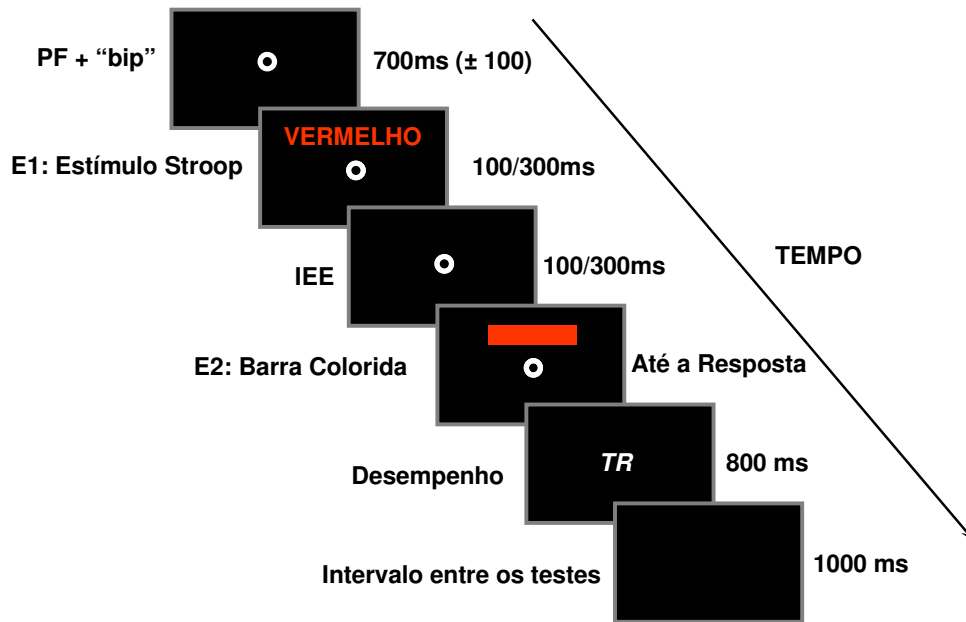 PF + “bip”
700ms (± 100)
VERMELHO
E1: Estímulo Stroop
100/300ms
IEE
100/300ms
TEMPO
E2: Barra Colorida
Até a Resposta
TR
Desempenho
800 ms
Intervalo entre os testes
1000 ms